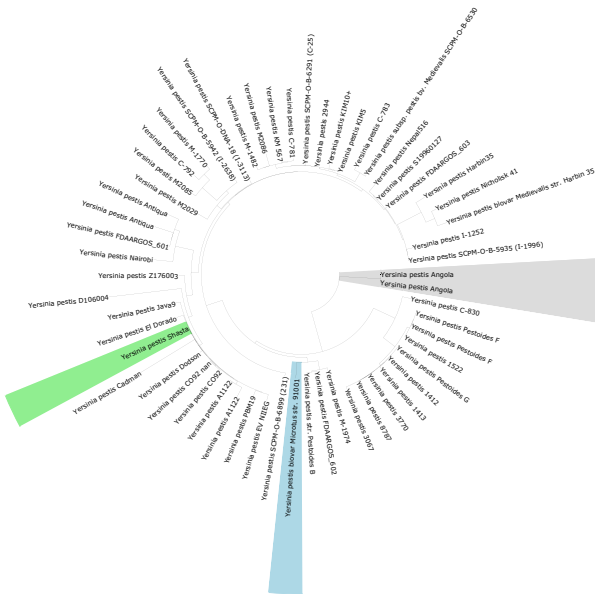 Yersinia pestis SCPM-O-B-6291 (C-25)
Yersinia pestis 2944
Yersinia pestis KIM10+
Yersinia pestis KIM5
Yersinia pestis C-783
Yersinia pestis subsp. pestis bv. Medievalis SCPM-O-B-6530
Yersinia pestis Nepal516
Yersinia pestis S19960127
Yersinia pestis FDAARGOS_603
Yersinia pestis Harbin35
Yersinia pestis Nicholisk 41
Yersinia pestis biovar Medievalis str. Harbin 35
Yersinia pestis I-1252
Yersinia pestis SCPM-O-B-5935 (I-1996)
Yersinia pestis Angola
Yersinia pestis Angola
Yersinia pestis C-830
Yersinia pestis Pestoides F
Yersinia pestis Pestoides F
Yersinia pestis 1522
Yersinia pestis Pestoides G
Yersinia pestis 1412
Yersinia pestis 1413
Yersinia pestis 3770
Yersinia pestis 8787
Yersinia pestis 3067
Yersinia pestis M-1974
Yersinia pestis FDAARGOS_602
Yersinia pestis str. Pestoides B
Yersinia pestis biovar Microtus str. 91001
Yersinia pestis SCPM-O-B-6899 (231)
Yersinia pestis EV NIIEG
Yersinia pestis PBM19
Yersinia pestis A1122
Yersinia pestis A1122
Yersinia pestis CO92
Yersinia pestis CO92 nan
Yersinia pestis Dodson
Yersinia pestis Cadman
Yersinia pestis Shasta
Yersinia pestis El Dorado
Yersinia pestis Java9
Yersinia pestis D106004
Yersinia pestis Z176003
Yersinia pestis Nairobi
Yersinia pestis FDAARGOS_601
Yersinia pestis Antiqua
Yersinia pestis Antiqua
Yersinia pestis M2029
Yersinia pestis M2085
Yersinia pestis C-792
Yersinia pestis M-1770
Yersinia pestis SCPM-O-B-5942 (I-2638)
Yersinia pestis SCPM-O-DNA-18 (I-3113)
Yersinia pestis M-1482
Yersinia pestis M2086
Yersinia pestis KM 567
Yersinia pestis C-781